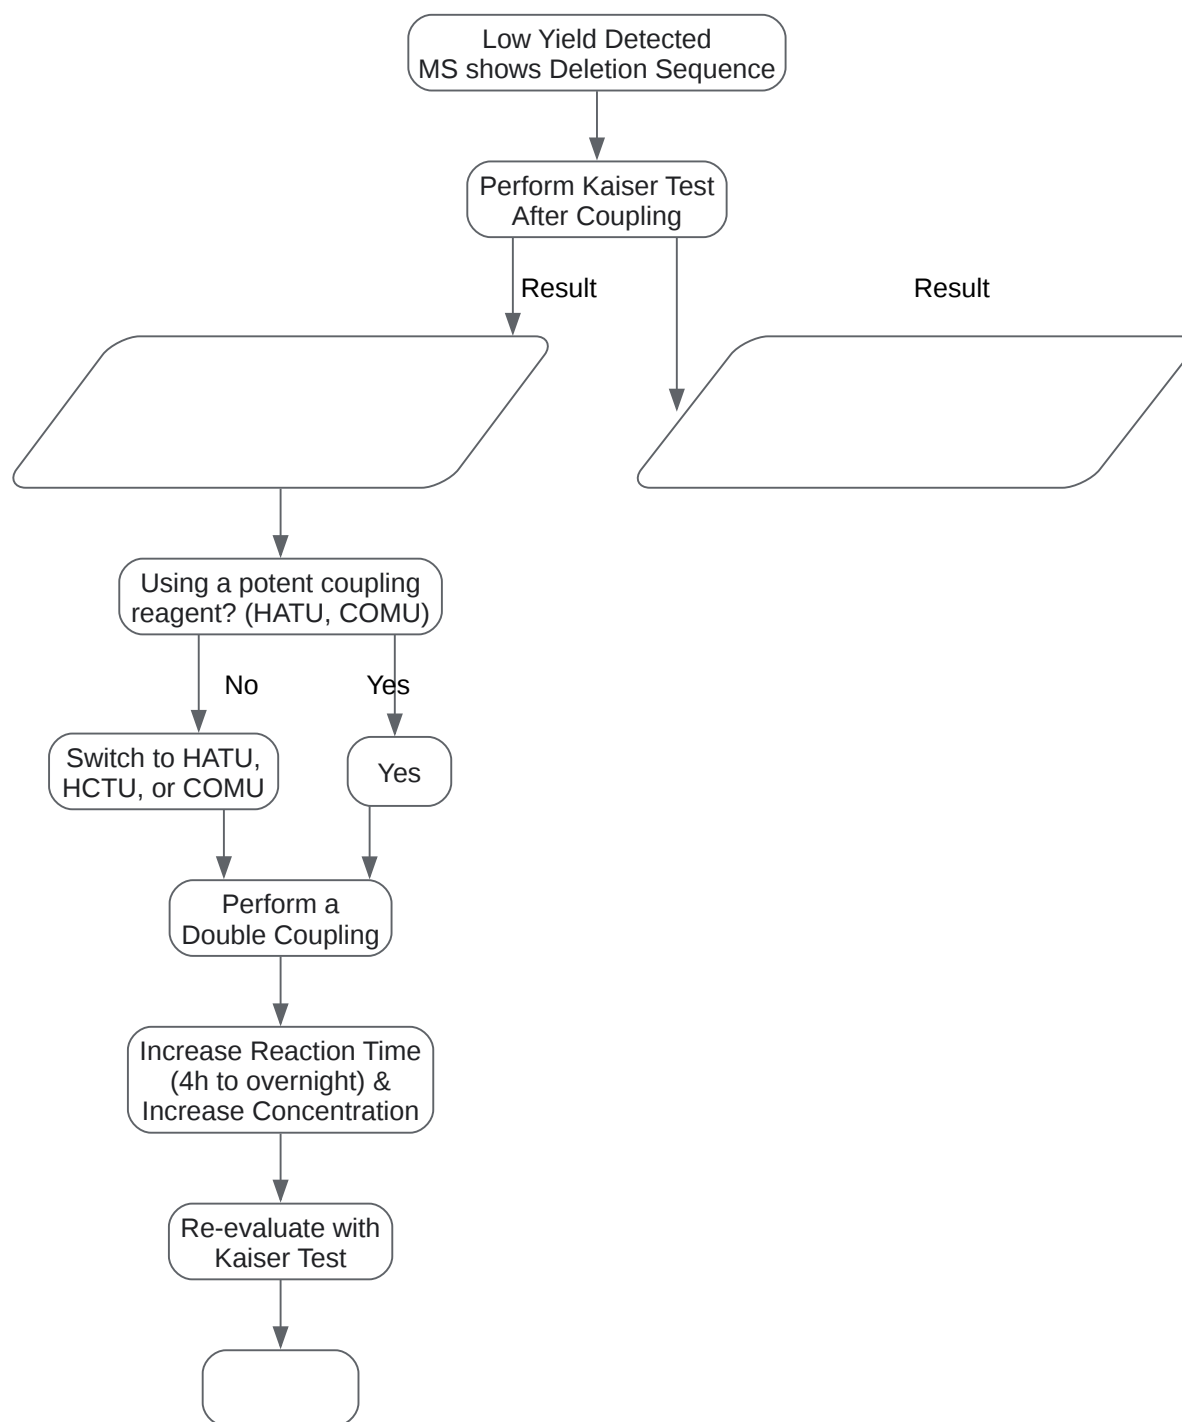 Low Yield Detected
MS shows Deletion Sequence
Perform Kaiser Test
After Coupling
Result
Result
Using a potent coupling
reagent? (HATU, COMU)
No
Yes
Switch to HATU,
HCTU, or COMU
Yes
Perform a
Double Coupling
Increase Reaction Time
(4h to overnight) &
Increase Concentration
Re-evaluate with
Kaiser Test